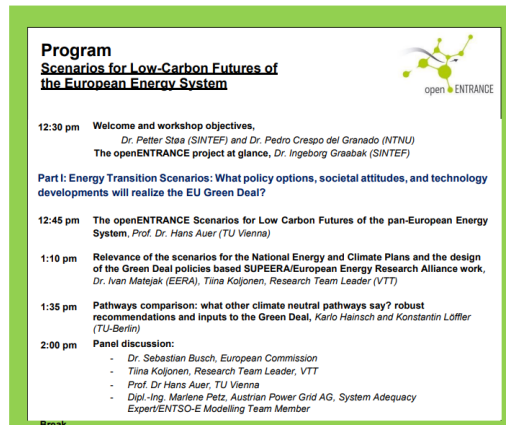 Program
Scenarios for Low-Carbon Futures of
the European Energy System
open ENTRANCE
12:30 pm Welcome and workshop objectives,
Dr. Petter Støa (SINTEF) and Dr. Pedro Crespo del Granado (NTNU)
The openENTRANCE project at glance, Dr. Ingeborg Graabak (SINTEF)
Part I: Energy Transition Scenarios: What policy options, societal attitudes, and technology
developments will realize the EU Green Deal?
12:45 pm The openENTRANCE Scenarios for Low Carbon Futures of the pan-European Energy
System, Prof. Dr. Hans Auer (TU Vienna)
1:10 pm Relevance of the scenarios for the National Energy and Climate Plans and the design
of the Green Deal policies based SUPEERA/European Energy Research Alliance work,
Dr. Ivan Matejak (EERA), Tiina Koljonen, Research Team Leader (VTT)
1:35 pm Pathways comparison: what other climate neutral pathways say? robust
recommendations and inputs to the Green Deal, Karlo Hainsch and Konstantin Löffler
(TU-Berlin)
2:00 pm Panel discussion:
- Dr. Sebastian Busch, European Commission
- Tiina Koljonen, Research Team Leader, VTT
- Prof. Dr Hans Auer, TU Vienna
- Dipl.-Ing. Marlene Petz, Austrian Power Grid AG, System Adequacy
Expert/ENTSO-E Modelling Team Member
Break